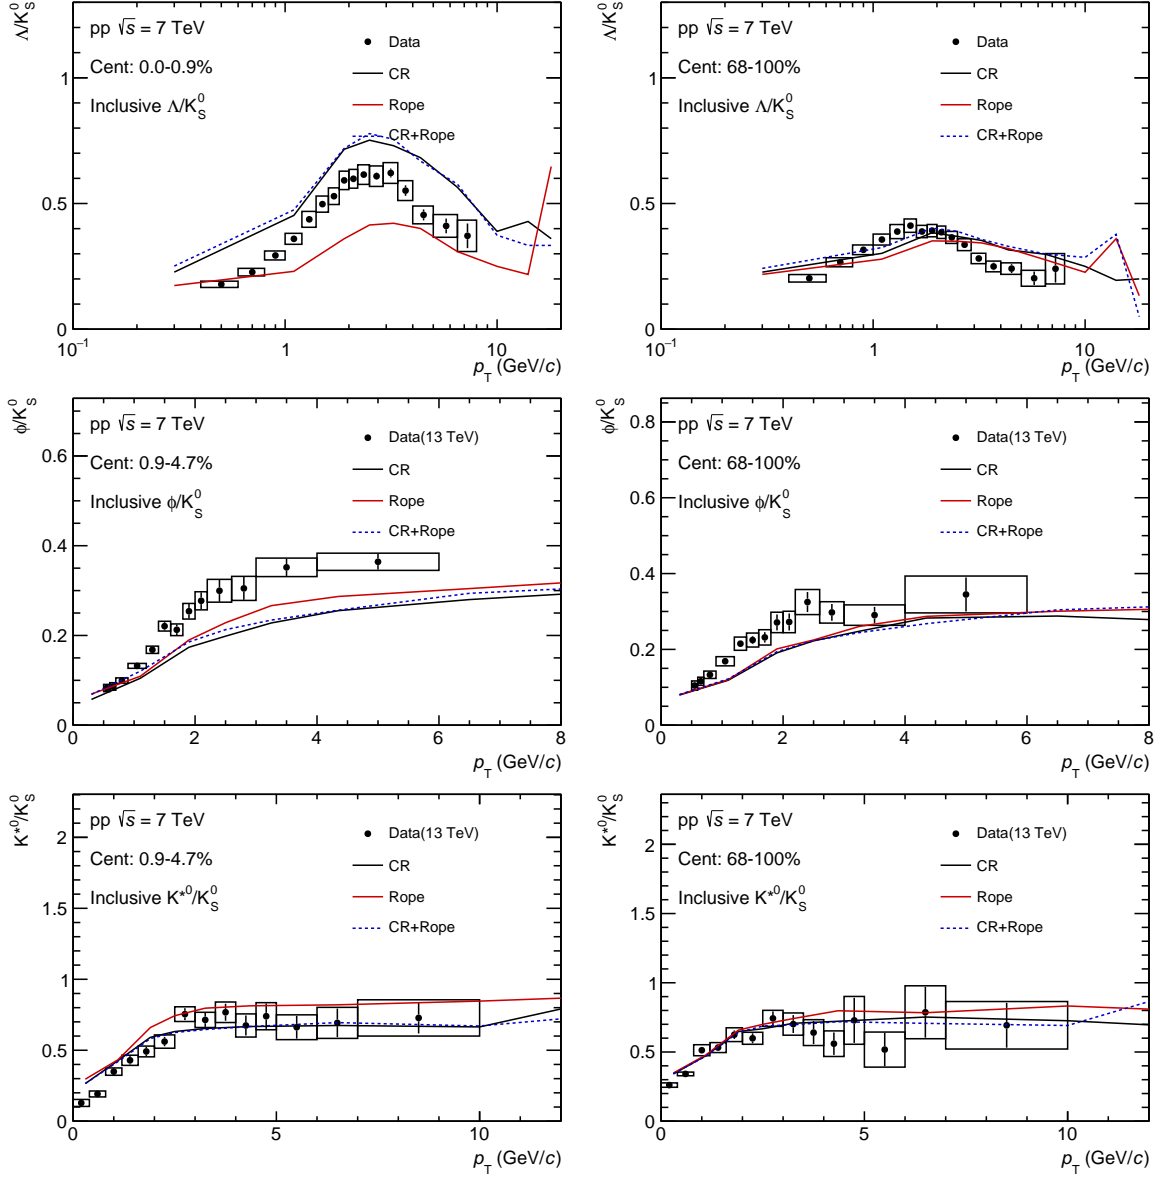 Λ/K⁰_S
pp √s = 7 TeV
Cent: 0.0-0.9%
Inclusive Λ/K⁰_S
Data
CR
Rope
CR+Rope
1
0.5
0
10⁻¹
1
10
p_T (GeV/c)
Λ/K⁰_S
pp √s = 7 TeV
Cent: 68-100%
Inclusive Λ/K⁰_S
Data
CR
Rope
CR+Rope
1
0.5
0
10⁻¹
1
10
p_T (GeV/c)
ϕ/K⁰_S
pp √s = 7 TeV
Cent: 0.9-4.7%
Inclusive ϕ/K⁰_S
Data(13 TeV)
CR
Rope
CR+Rope
0.6
0.4
0.2
0
0 2 4 6 8
p_T (GeV/c)
ϕ/K⁰_S
pp √s = 7 TeV
Cent: 68-100%
Inclusive ϕ/K⁰_S
Data(13 TeV)
CR
Rope
CR+Rope
0.8
0.6
0.4
0.2
0
0 2 4 6 8
p_T (GeV/c)
K*⁰/K⁰_S
pp √s = 7 TeV
Cent: 0.9-4.7%
Inclusive K*⁰/K⁰_S
Data(13 TeV)
CR
Rope
CR+Rope
2
1.5
1
0.5
0
0 5 10
p_T (GeV/c)
K*⁰/K⁰_S
pp √s = 7 TeV
Cent: 68-100%
Inclusive K*⁰/K⁰_S
Data(13 TeV)
CR
Rope
CR+Rope
2
1.5
1
0.5
0
0 5 10
p_T (GeV/c)